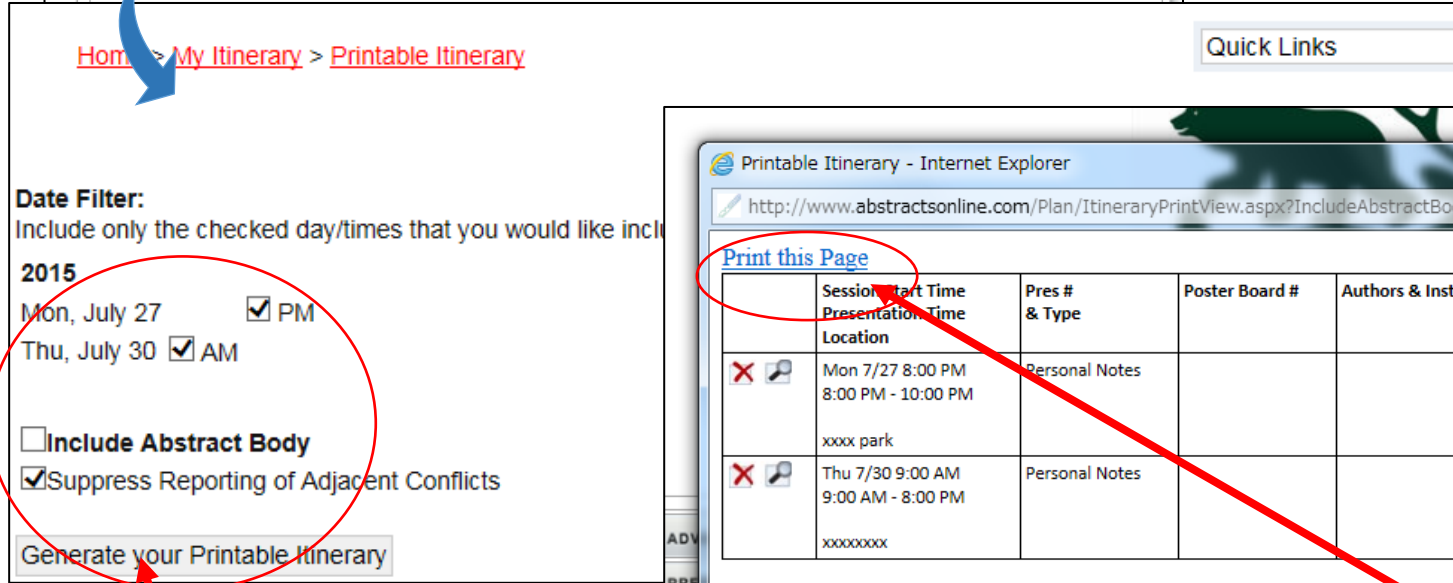 Home > My Itinerary > Printable Itinerary
Quick Links
Date Filter:
Include only the checked day/times that you would like
2015
Mon, July 27 PM
Thu, July 30 AM
Include Abstract Body
Suppress Reporting of Adjacent Conflicts
Generate your Printable Itinerary
Printable Itinerary - Internet Explorer
http://www.abstractsonline.com/Plan/ItineraryPrintView.aspx?IncludeAbstractBo
Print this Page
Session Start Time
Presentation Time
Location
Pres #
& Type
Poster Board #
Authors & Inst
Mon 7/27 8:00 PM
8:00 PM - 10:00 PM
xxxx park
Personal Notes
Thu 7/30 9:00 AM
9:00 AM - 8:00 PM
xxxxxxxx
Personal Notes
ADV